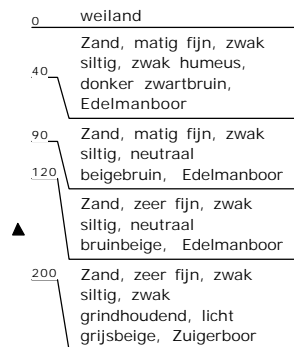 0 weiland
Zand, matig fijn, zwak
siltig, zwak humeus,
40
donker zwartbruin,
Edelmanboor
90 Zand, matig fijn, zwak
siltig, neutraal
beigebruin, Edelmanboor
120
Zand, zeer fijn, zwak
siltig, neutraal
bruinbeige, Edelmanboor
200 Zand, zeer fijn, zwak
siltig, zwak
grindhoudend, licht
grijsbeige, Zuigerboor